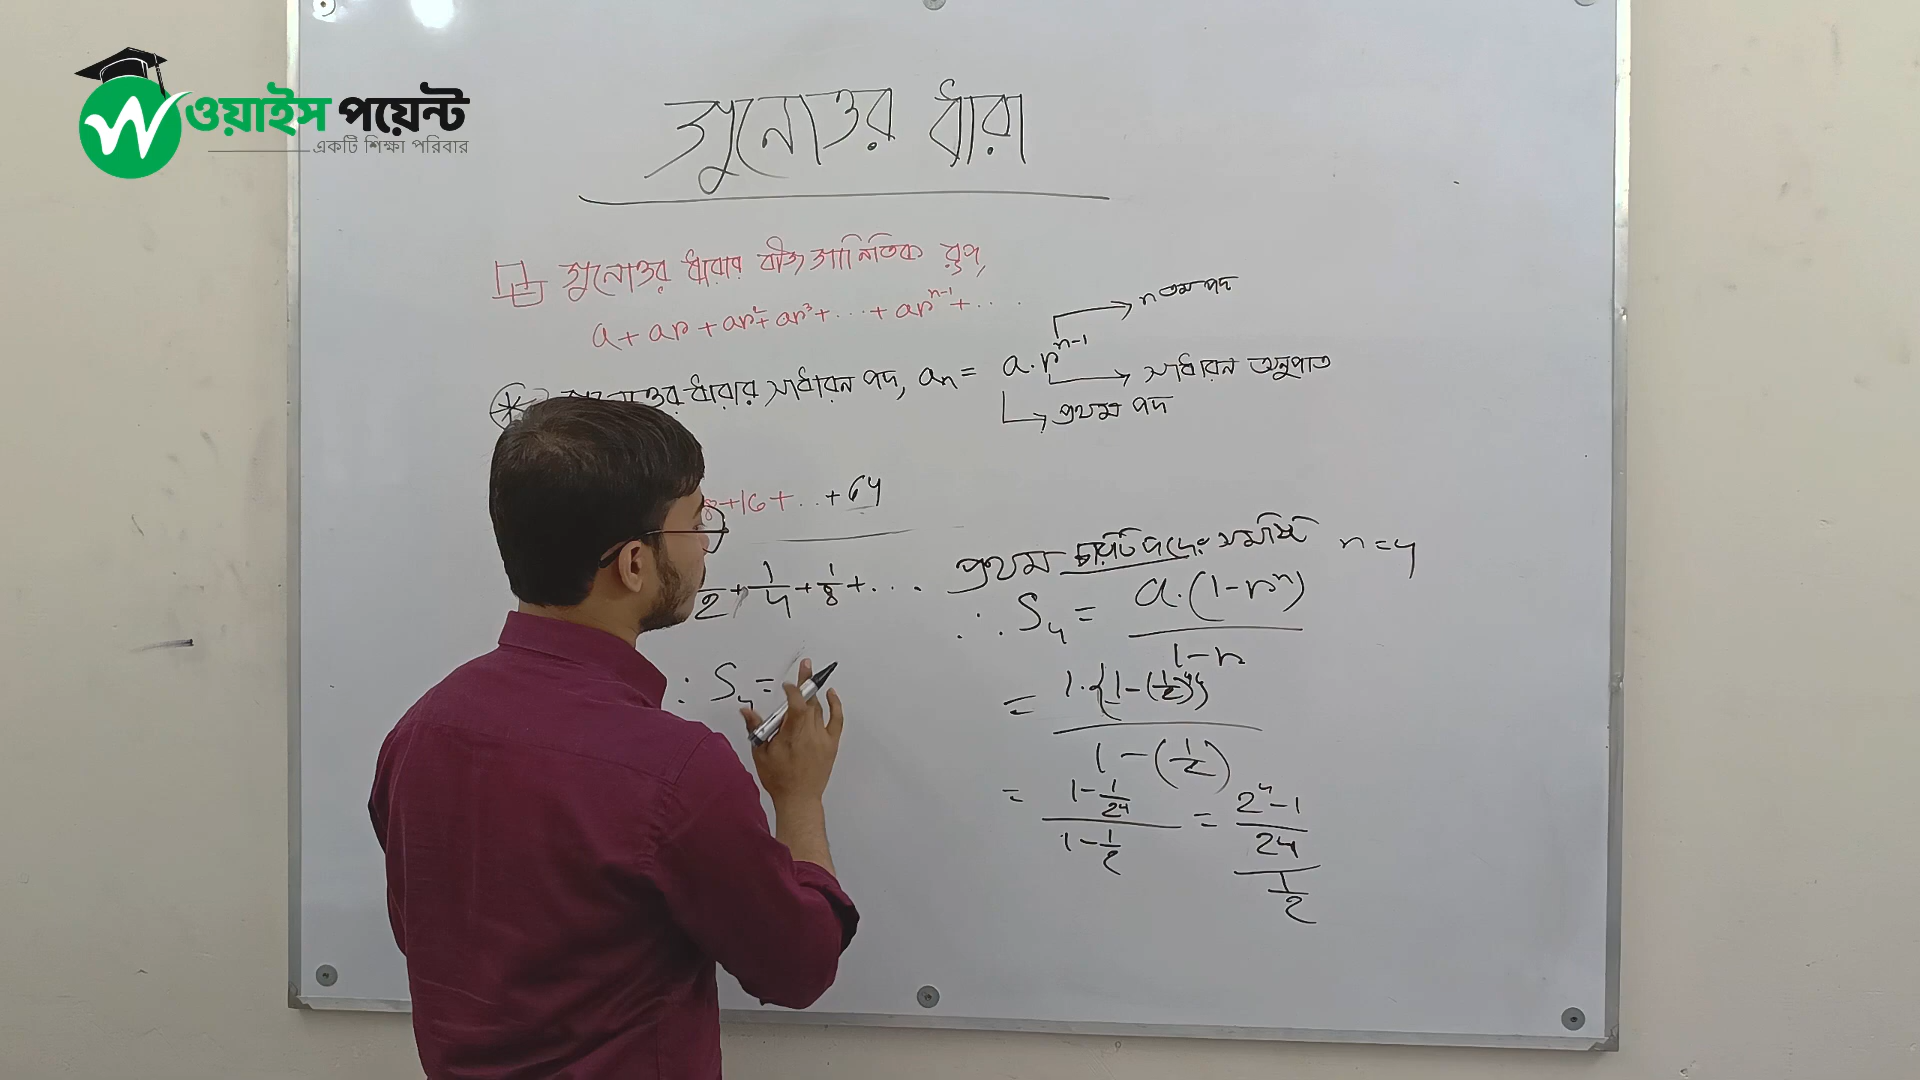 ওয়াইস পয়েন্ট
একটি শিক্ষা পরিবার
গুনোত্তর ধারা
গুনোত্তর ধারার বীজগানিতিক রূপ,
a + ar + ar² + ar³ + ... + arⁿ⁻¹ + ...
ধারার সাধারন পদ, aₙ = a.rⁿ⁻¹
n তম পদ
সাধারন অনুপাত
প্রথম পদ
8+16+ .. +64
2 + 1/4 + 1/8 + ...
প্রথম চারটি পদের সমষ্টি n = 4
∴ S₄ = a.(1-rⁿ) / 1-r
∴ S₄ =
= 1.{1-(1/2)⁴} / 1-(1/2)
= (1-1/2⁴) / (1-1/2) = ((2⁴-1)/2⁴) / (1/2)